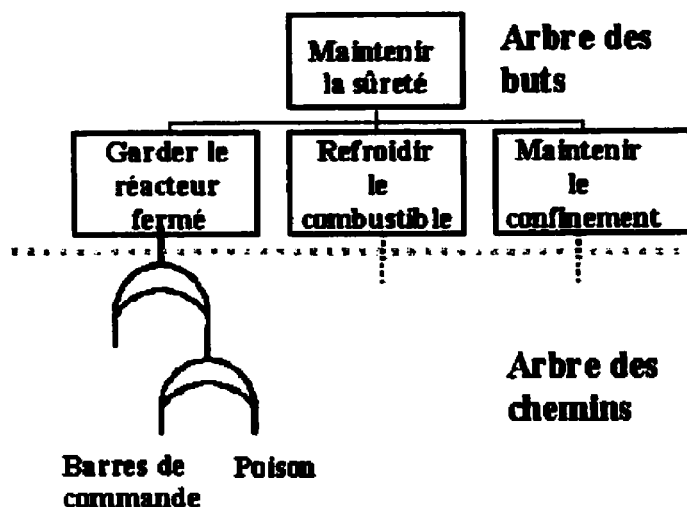 Maintenir
la sûreté
Arbre des
buts
Garder le
réacteur
fermé
Refroidir
le
combustible
Maintenir
le
confinement
Arbre des
chemins
Barres de
commande
Poison